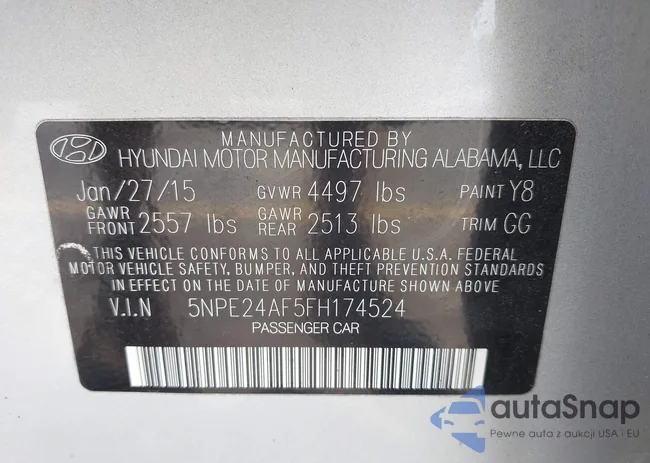 MANUFACTURED BY
HYUNDAI MOTOR MANUFACTURING ALABAMA, LLC
Jan/27/15 GVWR 4497 lbs PAINT Y8
GAWR FRONT 2557 lbs GAWR REAR 2513 lbs TRIM GG
THIS VEHICLE CONFORMS TO ALL APPLICABLE U.S.A. FEDERAL
MOTOR VEHICLE SAFETY, BUMPER, AND THEFT PREVENTION STANDARDS
IN EFFECT ON THE DATE OF MANUFACTURE SHOWN ABOVE
V.I.N 5NPE24AF5FH174524
PASSENGER CAR
autaSnap
Pewne auta z aukcji USA i EU